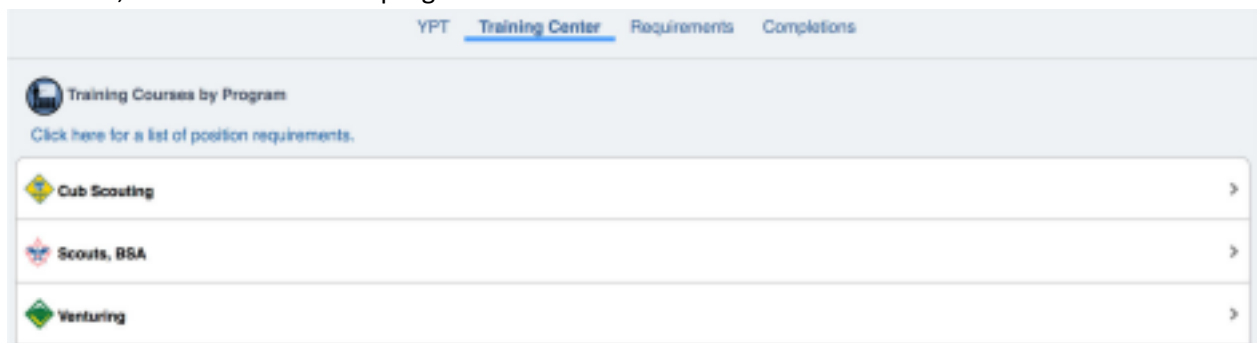 YPT Training Center Requirements Completions
Training Courses by Program
Click here for a list of position requirements.
Cub Scouting
Scouts, BSA
Venturing